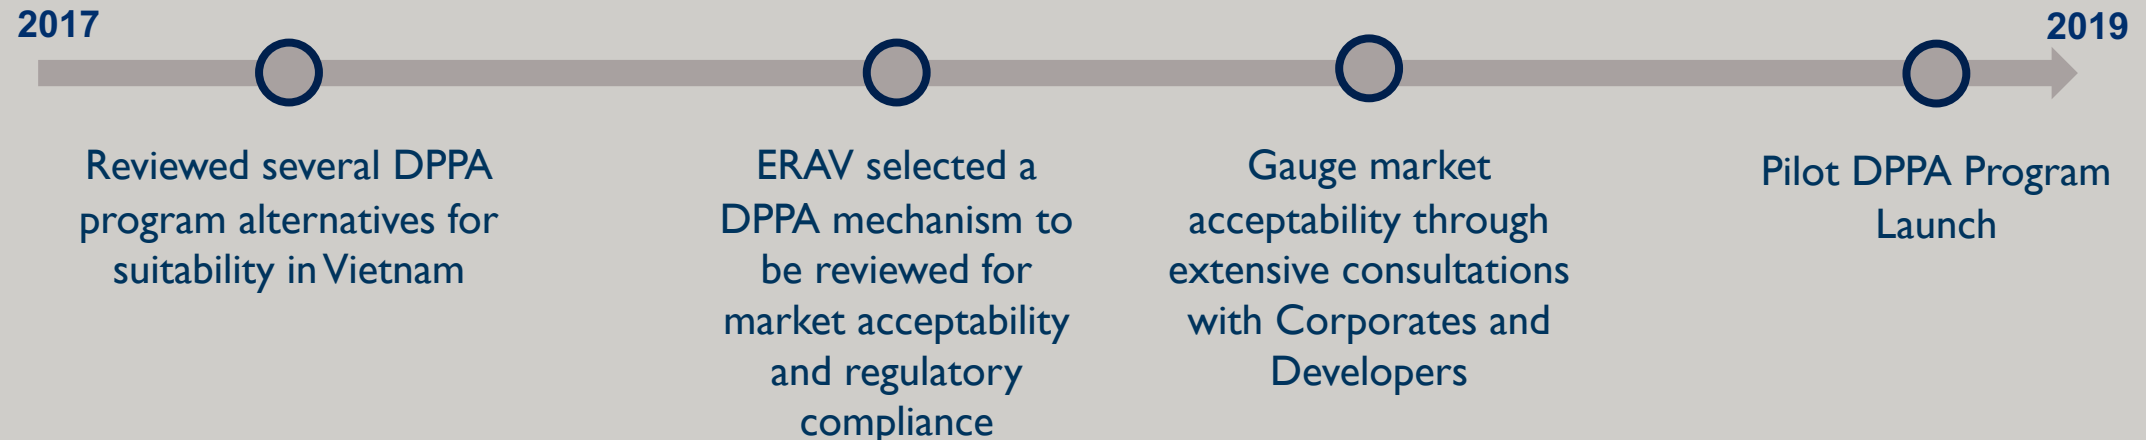 2017
2019
Reviewed several DPPA
program alternatives for
suitability in Vietnam
ERAV selected a
DPPA mechanism to
be reviewed for
market acceptability
and regulatory
compliance
Gauge market
acceptability through
extensive consultations
with Corporates and
Developers
Pilot DPPA Program
Launch